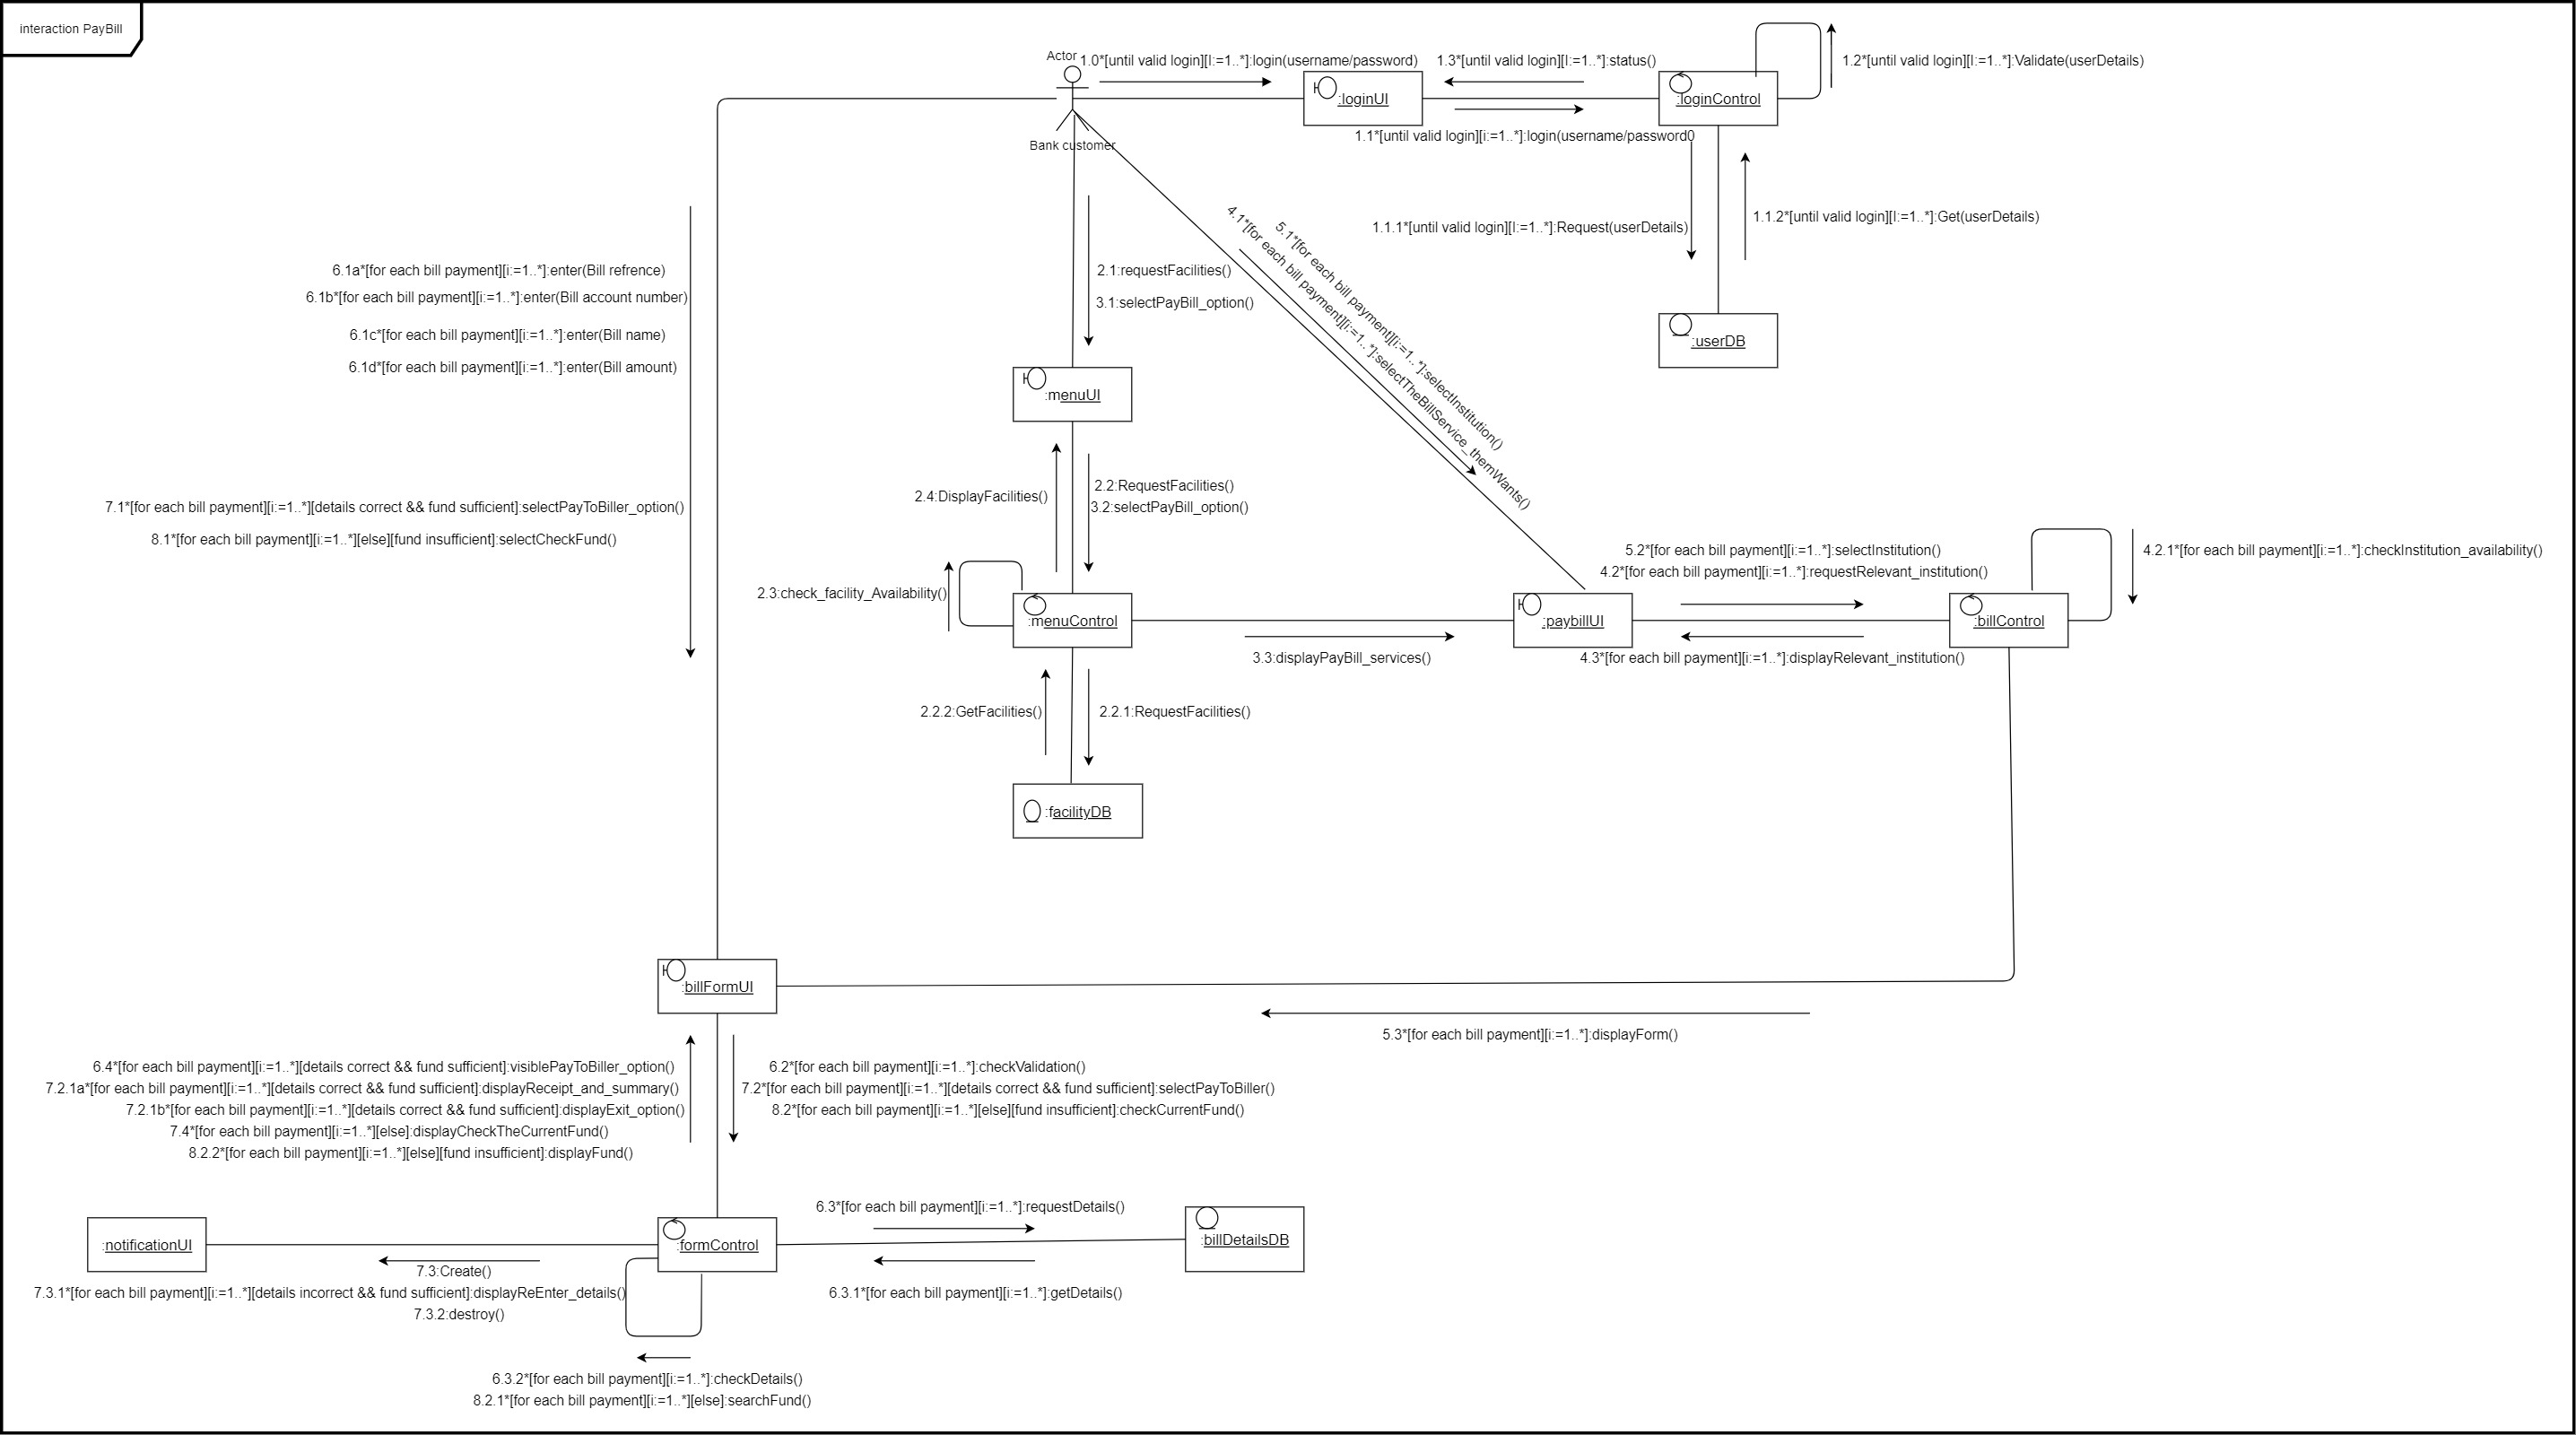 interaction PayBill
Actor
1.0*[until valid login][I:=1..*]:login(username/password)
1.3*[until valid login][I:=1..*]:status()
1.2*[until valid login][I:=1..*]:Validate(userDetails)
:loginUI
:loginControl
1.1*[until valid login][i:=1..*]:login(username/password0
Bank customer
1.1.1*[until valid login][I:=1..*]:Request(userDetails)
1.1.2*[until valid login][I:=1..*]:Get(userDetails)
6.1a*[for each bill payment][i:=1..*]:enter(Bill refrence)
6.1b*[for each bill payment][i:=1..*]:enter(Bill account number)
6.1c*[for each bill payment][i:=1..*]:enter(Bill name)
6.1d*[for each bill payment][i:=1..*]:enter(Bill amount)
2.1:requestFacilities()
3.1:selectPayBill_option()
5.1*[for each bill payment][i:=1..*]:selectInstitution()
4.1*[for each bill payment][i:=1..*]:selectTheBillService_themWants()
:userDB
:menuUI
7.1*[for each bill payment][i:=1..*][details correct && fund sufficient]:selectPayToBiller_option()
8.1*[for each bill payment][i:=1..*][else][fund insufficient]:selectCheckFund()
2.4:DisplayFacilities()
2.2:RequestFacilities()
3.2:selectPayBill_option()
5.2*[for each bill payment][i:=1..*]:selectInstitution()
4.2*[for each bill payment][i:=1..*]:requestRelevant_institution()
4.2.1*[for each bill payment][i:=1..*]:checkInstitution_availability()
2.3:check_facility_Availability()
:menuControl
:paybillUI
:billControl
3.3:displayPayBill_services()
4.3*[for each bill payment][i:=1..*]:displayRelevant_institution()
2.2.2:GetFacilities()
2.2.1:RequestFacilities()
:facilityDB
:billFormUI
5.3*[for each bill payment][i:=1..*]:displayForm()
6.4*[for each bill payment][i:=1..*][details correct && fund sufficient]:visiblePayToBiller_option()
7.2.1a*[for each bill payment][i:=1..*][details correct && fund sufficient]:displayReceipt_and_summary()
7.2.1b*[for each bill payment][i:=1..*][details correct && fund sufficient]:displayExit_option()
7.4*[for each bill payment][i:=1..*][else]:displayCheckTheCurrentFund()
8.2.2*[for each bill payment][i:=1..*][else][fund insufficient]:displayFund()
6.2*[for each bill payment][i:=1..*]:checkValidation()
7.2*[for each bill payment][i:=1..*][details correct && fund sufficient]:selectPayToBiller()
8.2*[for each bill payment][i:=1..*][else][fund insufficient]:checkCurrentFund()
6.3*[for each bill payment][i:=1..*]:requestDetails()
:notificationUI
:formControl
:billDetailsDB
7.3:Create()
7.3.1*[for each bill payment][i:=1..*][details incorrect && fund sufficient]:displayReEnter_details()
7.3.2:destroy()
6.3.1*[for each bill payment][i:=1..*]:getDetails()
6.3.2*[for each bill payment][i:=1..*]:checkDetails()
8.2.1*[for each bill payment][i:=1..*][else]:searchFund()